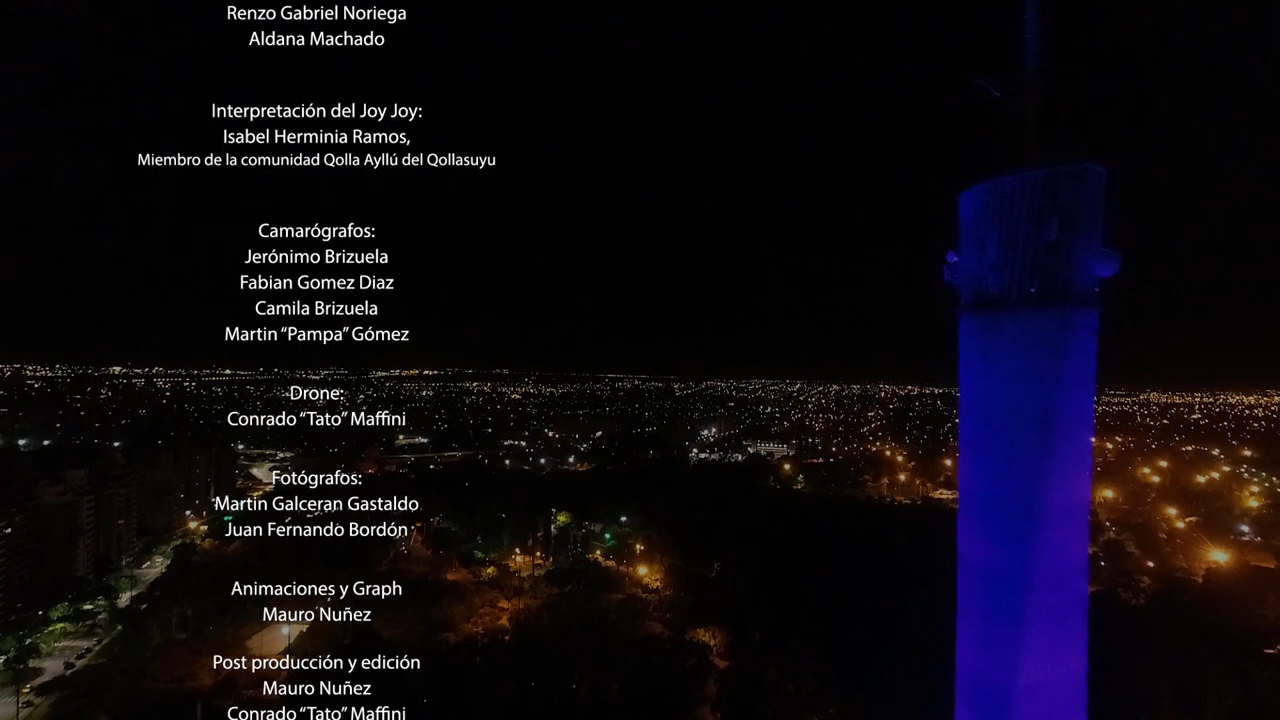 Renzo Gabriel Noriega
Aldana Machado
Interpretación del Joy Joy:
Isabel Herminia Ramos,
Miembro de la comunidad Qolla Ayllú del Qollasuyu
Camarógrafos:
Jerónimo Brizuela
Fabian Gomez Diaz
Camila Brizuela
Martin “Pampa” Gómez
Drone:
Conrado “Tato” Maffini
Fotógrafos:
Martin Galceran Gastaldo
Juan Fernando Bordón
Animaciones y Graph
Mauro Nuñez
Post producción y edición
Mauro Nuñez
Conrado “Tato” Maffini